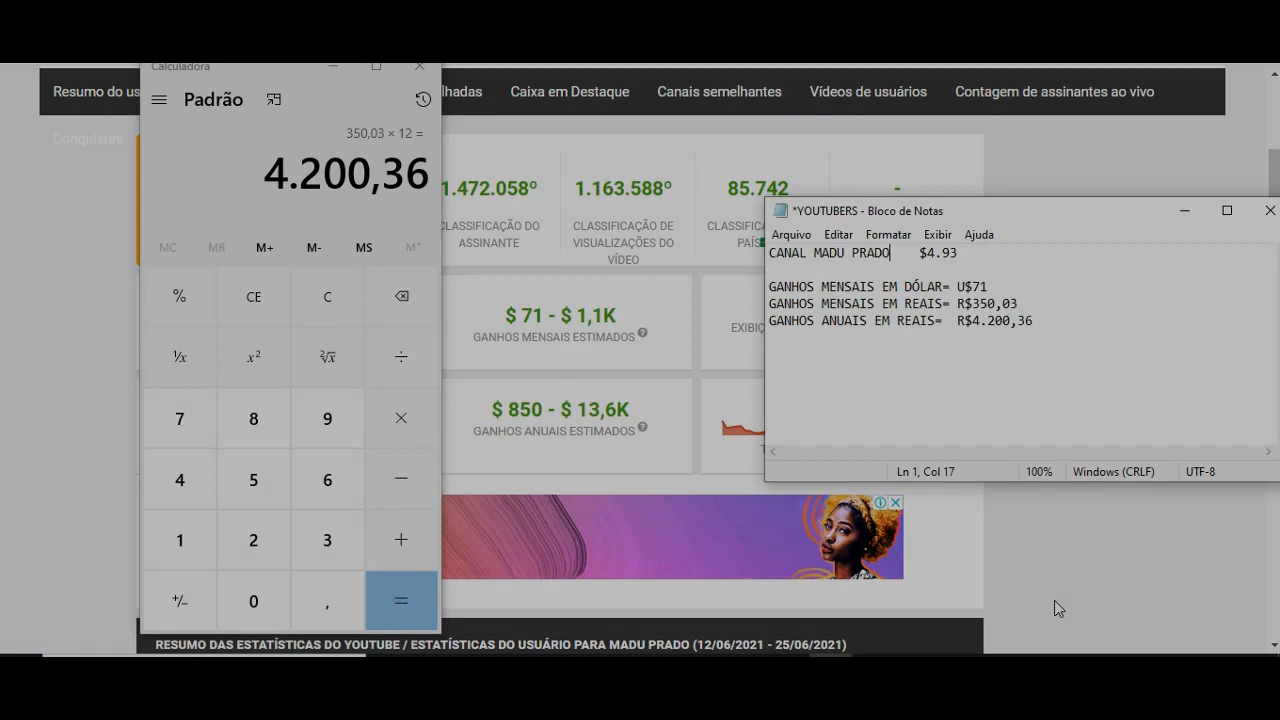 Calculadora
Padrão
350,03 × 12 =
4.200,36
MC MR M+ M- MS M˅
% CE C
¹/x x² ²√x ÷
7 8 9 ×
4 5 6 −
1 2 3 +
+/− 0 , =
Resumo do us
lhadas
Caixa em Destaque
Canais semelhantes
Vídeos de usuários
Contagem de assinantes ao vivo
Conquistes
1.472.058º
CLASSIFICAÇÃO DO
ASSINANTE
1.163.588º
CLASSIFICAÇÃO DE
VISUALIZAÇÕES DO
VÍDEO
85.742
CLASSIFIC
PAÍS
-
$ 71 - $ 1,1K
GANHOS MENSAIS ESTIMADOS ?
EXIBIÇ
$ 850 - $ 13,6K
GANHOS ANUAIS ESTIMADOS ?
T
*YOUTUBERS - Bloco de Notas
Arquivo Editar Formatar Exibir Ajuda
CANAL MADU PRADO $4.93
GANHOS MENSAIS EM DÓLAR= U$71
GANHOS MENSAIS EM REAIS= R$350,03
GANHOS ANUAIS EM REAIS= R$4.200,36
Ln 1, Col 17 100% Windows (CRLF) UTF-8
RESUMO DAS ESTATÍSTICAS DO YOUTUBE / ESTATÍSTICAS DO USUÁRIO PARA MADU PRADO (12/06/2021 - 25/06/2021)